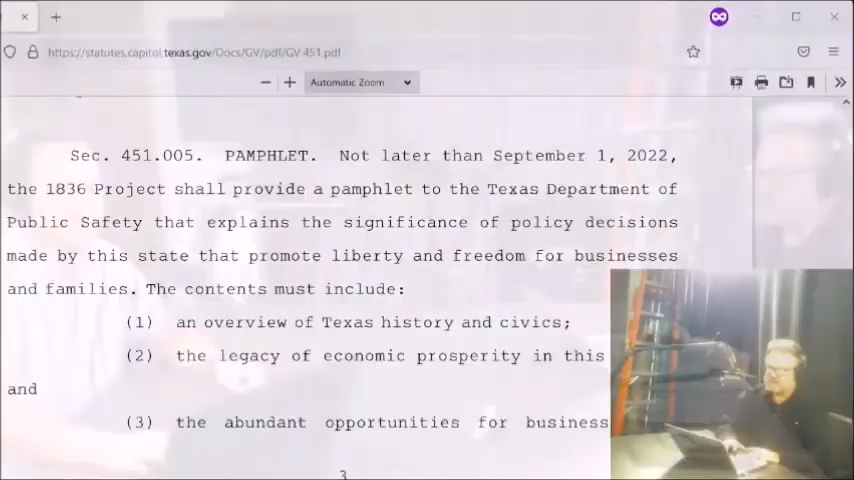 https://statutes.capitol.texas.gov/Docs/GV/pdf/GV.451.pdf
Automatic Zoom
Sec. 451.005. PAMPHLET. Not later than September 1, 2022,
the 1836 Project shall provide a pamphlet to the Texas Department of
Public Safety that explains the significance of policy decisions
made by this state that promote liberty and freedom for businesses
and families. The contents must include:
(1) an overview of Texas history and civics;
(2) the legacy of economic prosperity in this
and
(3) the abundant opportunities for business
3